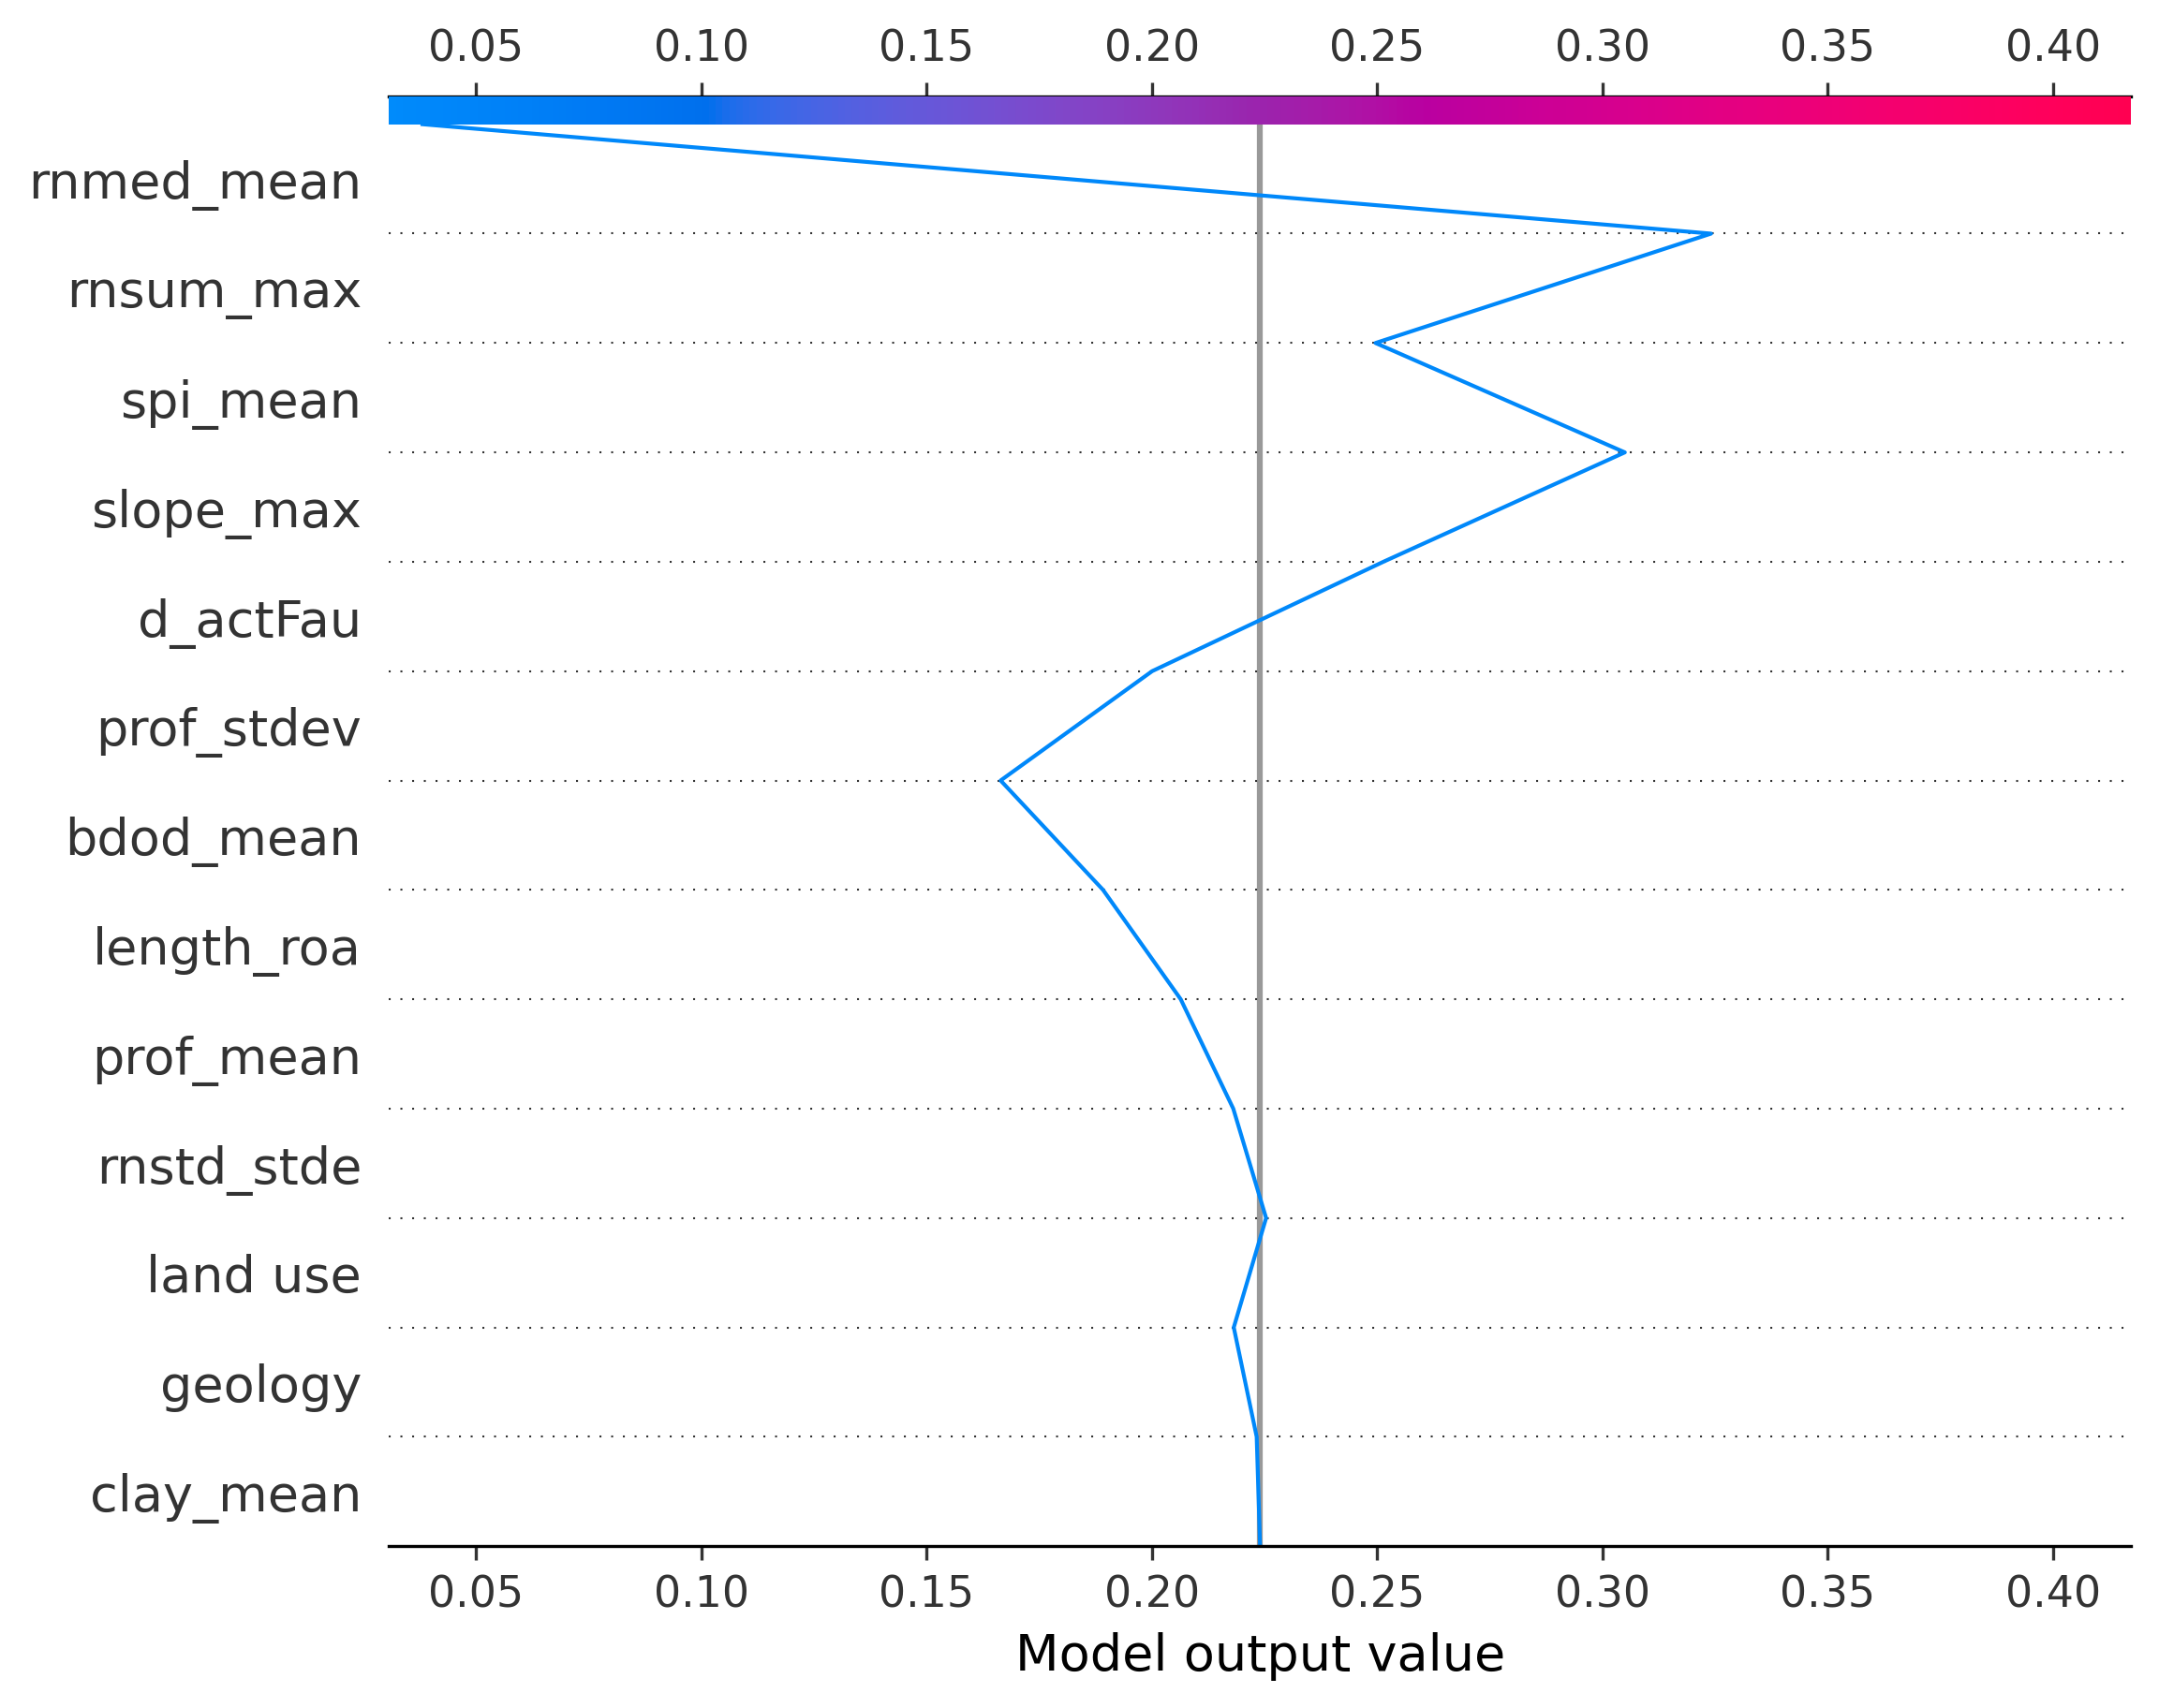 0.05 0.10 0.15 0.20 0.25 0.30 0.35 0.40
rnmed_mean
rnsum_max
spi_mean
slope_max
d_actFau
prof_stdev
bdod_mean
length_roa
prof_mean
rnstd_stde
land use
geology
clay_mean
0.05 0.10 0.15 0.20 0.25 0.30 0.35 0.40
Model output value